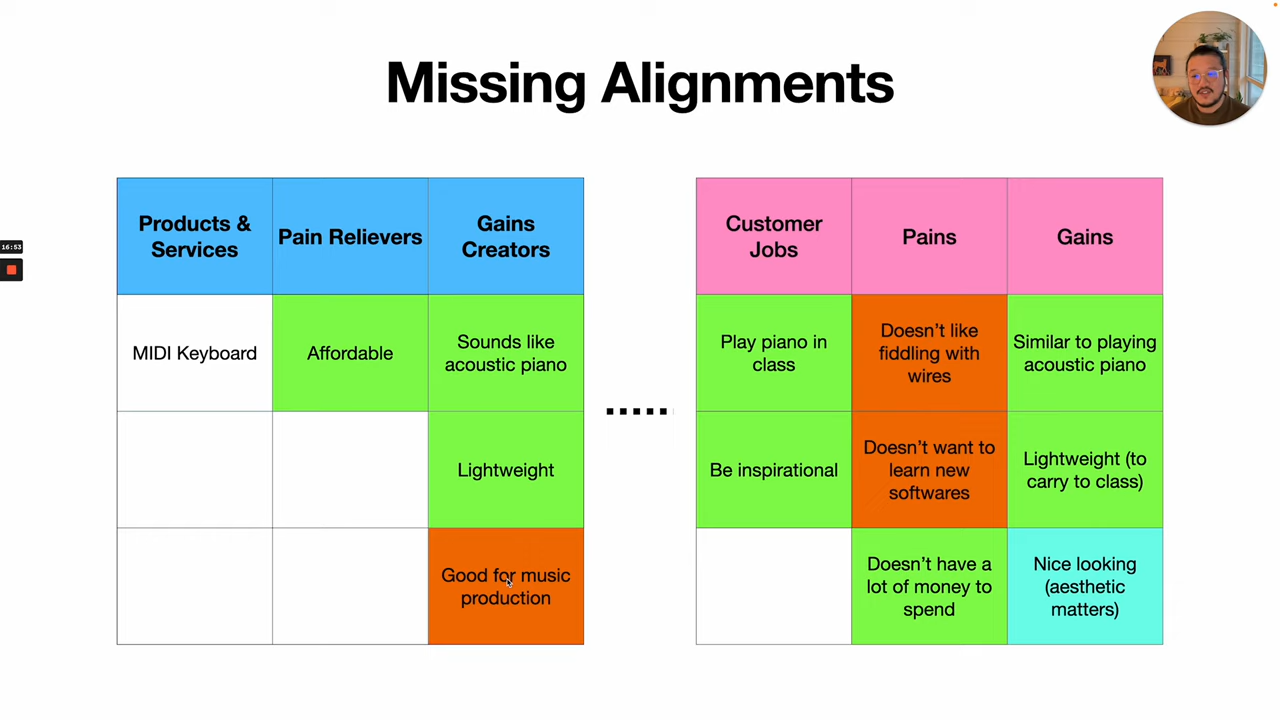 Missing Alignments
16:53
Products &
Services
Pain Relievers
Gains
Creators
MIDI Keyboard
Affordable
Sounds like
acoustic piano
Lightweight
Good for music
production
Customer
Jobs
Pains
Gains
Play piano in
class
Doesn’t like
fiddling with
wires
Similar to playing
acoustic piano
Be inspirational
Doesn’t want to
learn new
softwares
Lightweight (to
carry to class)
Doesn’t have a
lot of money to
spend
Nice looking
(aesthetic
matters)